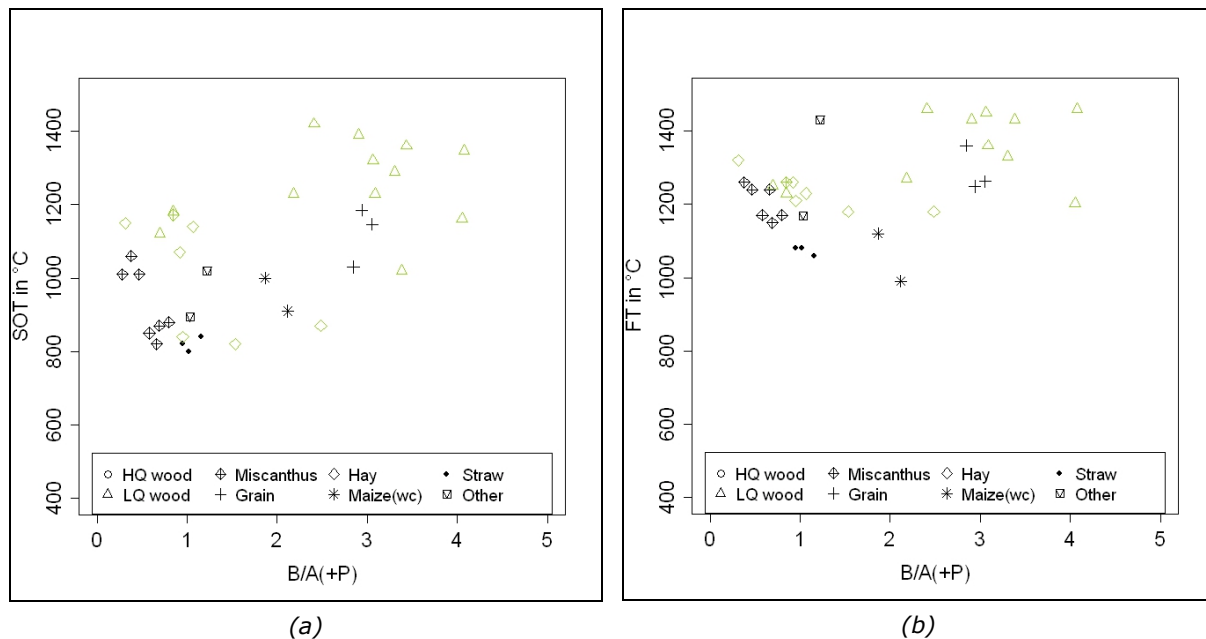 SOT in °C
1400
1200
1000
800
600
400
HQ wood Miscanthus Hay Straw
LQ wood Grain Maize(wc) Other
0 1 2 3 4 5
B/A(+P)
(a)
FT in °C
1400
1200
1000
800
600
400
HQ wood Miscanthus Hay Straw
LQ wood Grain Maize(wc) Other
0 1 2 3 4 5
B/A(+P)
(b)